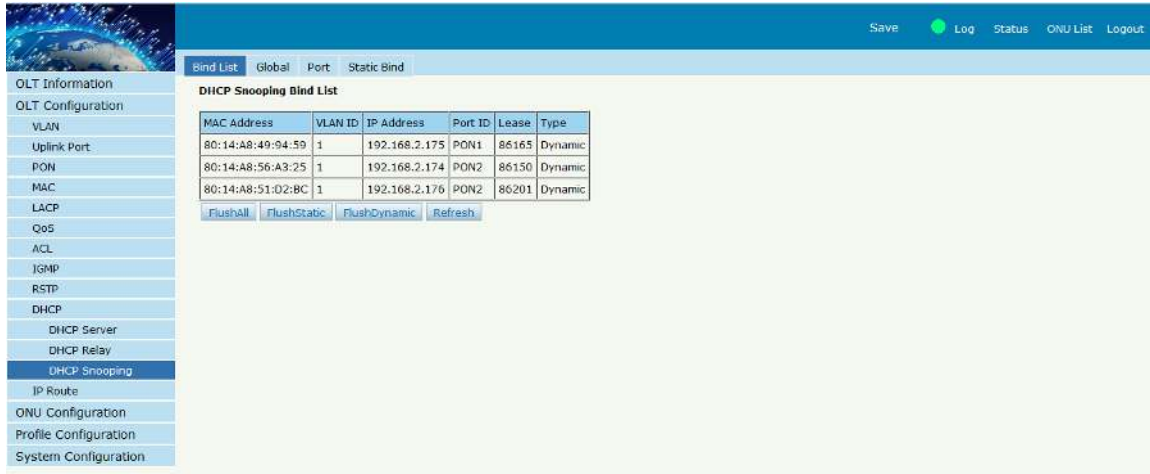 Save Log Status ONU List Logout
Bind List Global Port Static Bind
OLT Information
OLT Configuration
VLAN
Uplink Port
PON
MAC
LACP
QoS
ACL
IGMP
RSTP
DHCP
DHCP Server
DHCP Relay
DHCP Snooping
IP Route
ONU Configuration
Profile Configuration
System Configuration
DHCP Snooping Bind List
MAC Address VLAN ID IP Address Port ID Lease Type
80:14:A8:49:94:59 1 192.168.2.175 PON1 86165 Dynamic
80:14:A8:56:A3:25 1 192.168.2.174 PON2 86150 Dynamic
80:14:A8:51:D2:BC 1 192.168.2.176 PON2 86201 Dynamic
FlushAll FlushStatic FlushDynamic Refresh